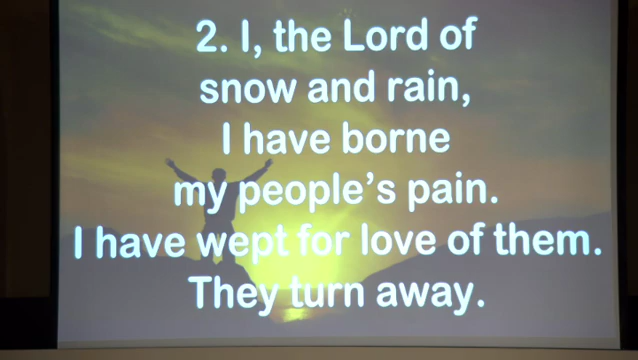 2. I, the Lord of
snow and rain,
I have borne
my people's pain.
I have wept for love of them.
They turn away.